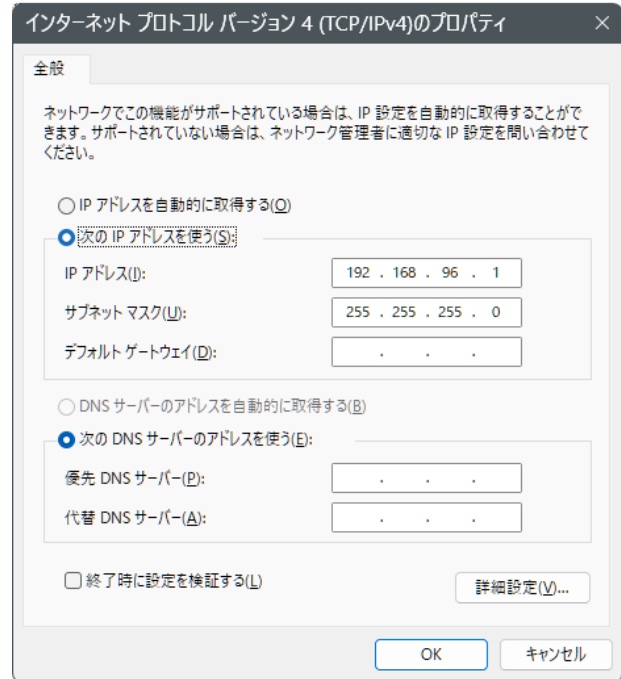 インターネット プロトコル バージョン 4 (TCP/IPv4)のプロパティ
全般
ネットワークでこの機能がサポートされている場合は、IP 設定を自動的に取得することがで
きます。サポートされていない場合は、ネットワーク管理者に適切な IP 設定を問い合わせて
ください。
IP アドレスを自動的に取得する(O)
次の IP アドレスを使う(S):
IP アドレス(I): 192 . 168 . 96 . 1
サブネット マスク(U): 255 . 255 . 255 . 0
デフォルト ゲートウェイ(D): . . .
DNS サーバーのアドレスを自動的に取得する(B)
次の DNS サーバーのアドレスを使う(E):
優先 DNS サーバー(P): . . .
代替 DNS サーバー(A): . . .
終了時に設定を検証する(L)
詳細設定(V)...
OK キャンセル